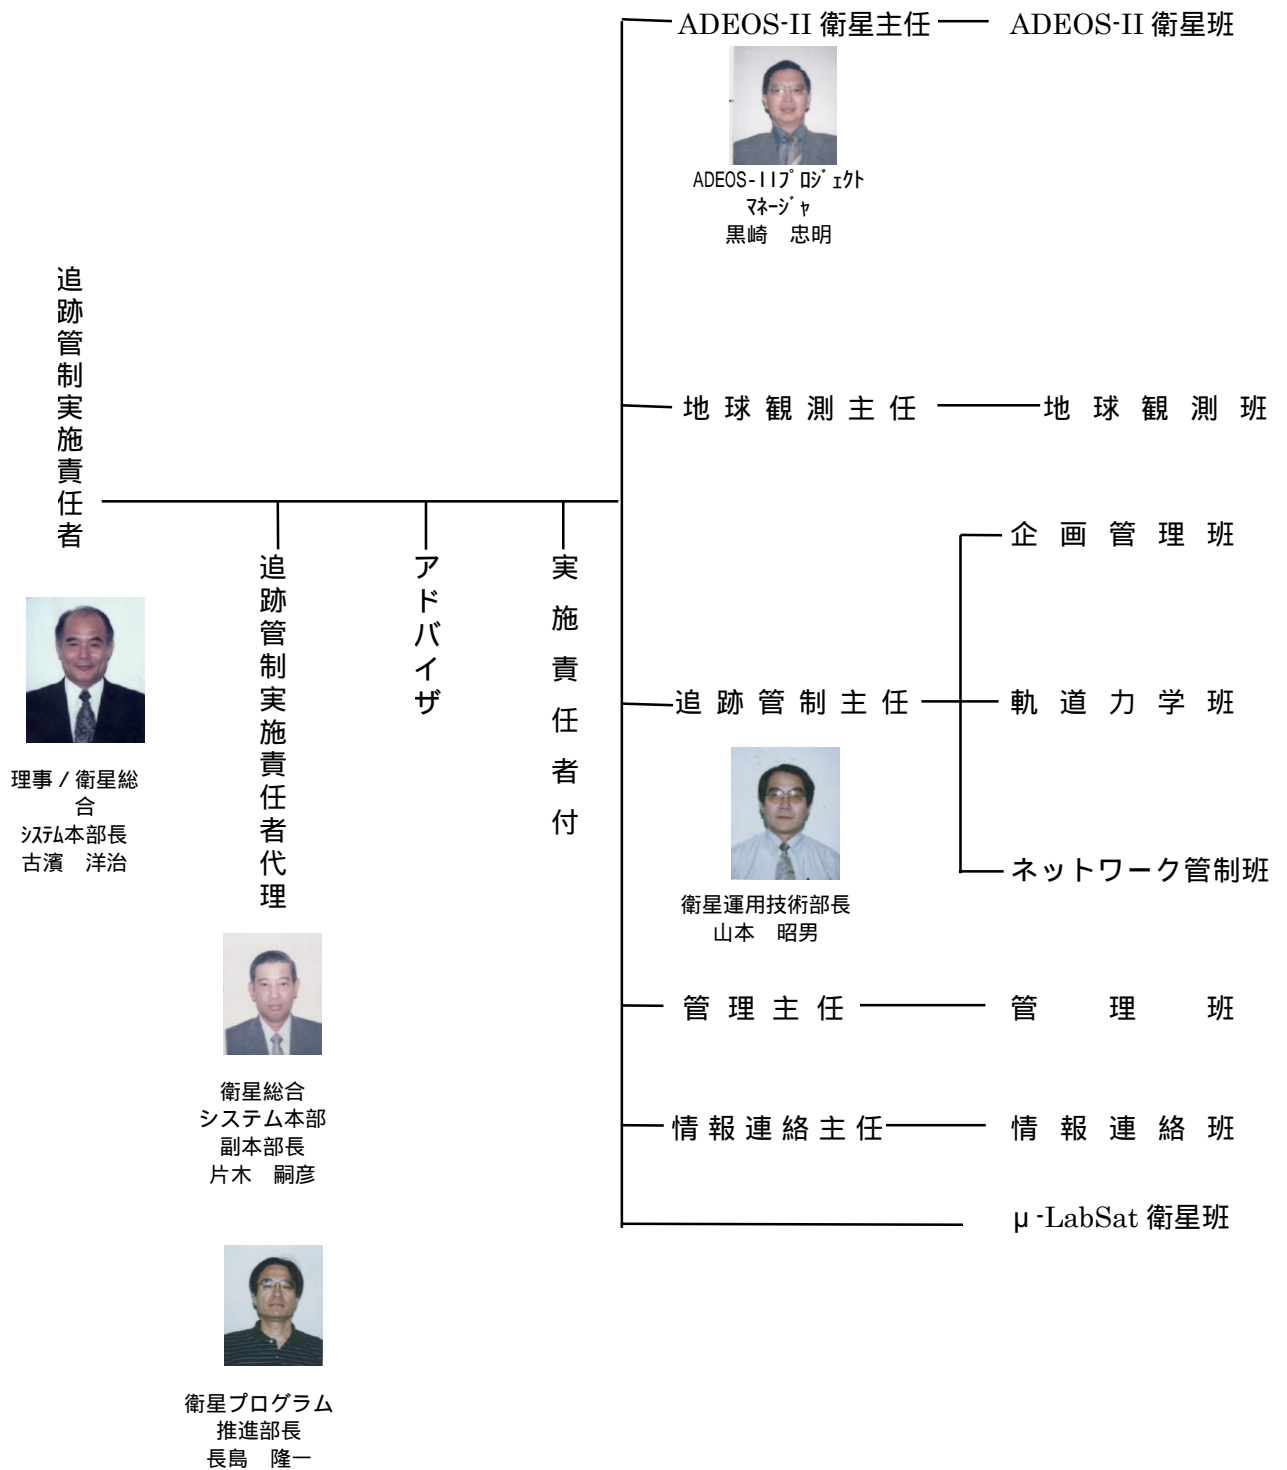 追跡管制実施責任者
理事/衛星総
合
ｼｽﾃﾑ本部長
古濱　洋治
追跡管制実施責任者代理
衛星総合
システム本部
副本部長
片木　嗣彦
衛星プログラム
推進部長
長島　隆一
アドバイザ
実施責任者付
ADEOS-II 衛星主任
ADEOS-II 衛星班
ADEOS-IIﾌﾟﾛｼﾞｪｸﾄ
ﾏﾈｰｼﾞｬ
黒崎　忠明
地球観測主任
地球観測班
追跡管制主任
衛星運用技術部長
山本　昭男
企画管理班
軌道力学班
ネットワーク管制班
管理主任
管理班
情報連絡主任
情報連絡班
μ-LabSat 衛星班